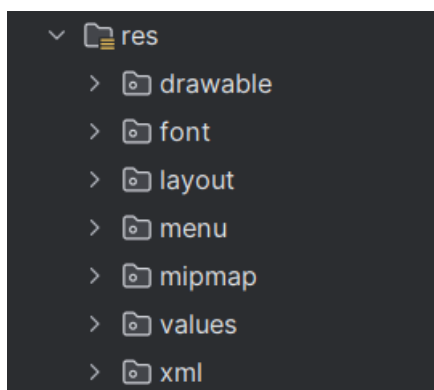 res
drawable
font
layout
menu
mipmap
values
xml